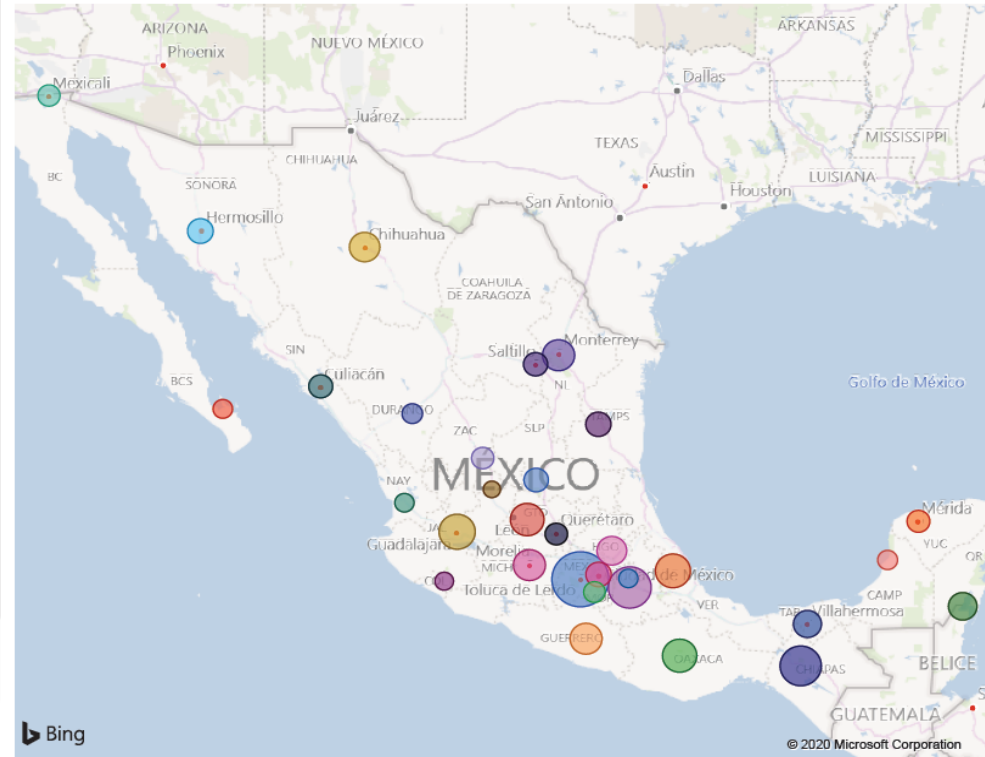 ARIZONA
Phoenix
NUEVO MÉXICO
ARKANSAS
Mexicali
Dallas
Juárez
TEXAS
MISSISSIPPI
CHIHUAHUA
BC
SONORA
Austin
LUISIANA
Houston
San Antonio
Hermosillo
Chihuahua
COAHUILA
DE ZARAGOZA
SIN
Saltillo
Monterrey
Culiacán
BCS
NL
Golfo de México
DURANGO
ZAC
SLP
MÉXICO
NAY
GTO
Querétaro
León
Guadalajara
Morelia
MICH
HGO
Mérida
YUC
COL
Toluca de Lerdo
de México
CAMP
VER
TAB
Villahermosa
GUERRERO
OAXACA
CHIAPAS
BELICE
GUATEMALA
Bing
© 2020 Microsoft Corporation